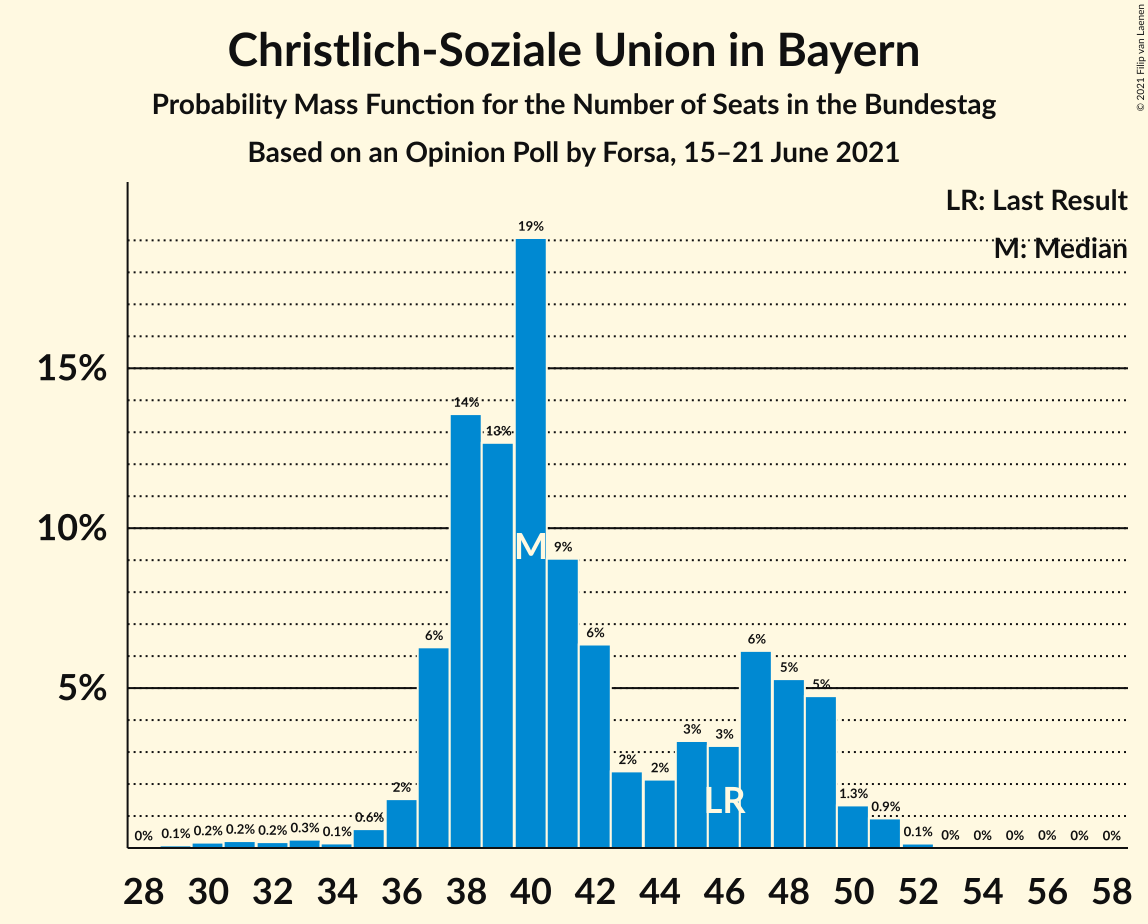 Christlich-Soziale Union in Bayern
Probability Mass Function for the Number of Seats in the Bundestag
Based on an Opinion Poll by Forsa, 15–21 June 2021
© 2021 Filip van Laenen
LR: Last Result
M: Median
15%
10%
5%
0% 0.1% 0.2% 0.2% 0.2% 0.3% 0.1% 0.6% 2% 6% 14% 13% 19% 9% 6% 2% 2% 3% 3% 6% 5% 5% 1.3% 0.9% 0.1% 0% 0% 0% 0% 0% 0%
M
LR
28 30 32 34 36 38 40 42 44 46 48 50 52 54 56 58